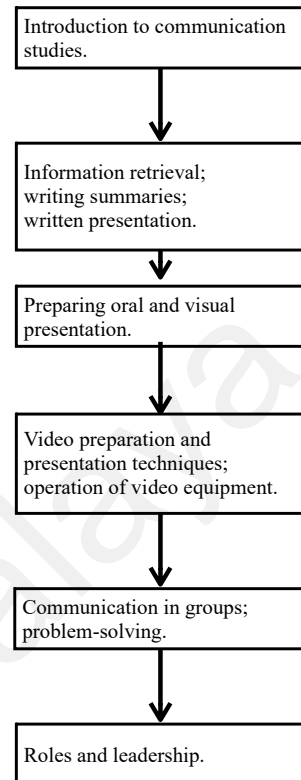 Introduction to communication
studies.
Information retrieval;
writing summaries;
written presentation.
Preparing oral and visual
presentation.
Video preparation and
presentation techniques;
operation of video equipment.
Communication in groups;
problem-solving.
Roles and leadership.